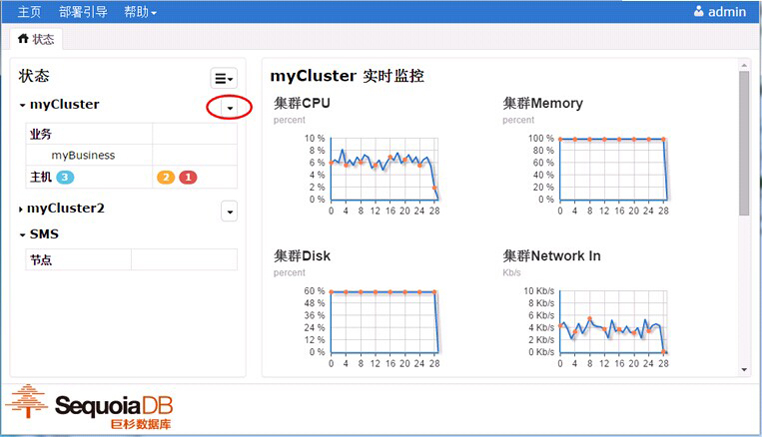 主页 部署引导 帮助 admin
状态
状态
myCluster
业务
myBusiness
主机 3 2 1
myCluster2
SMS
节点
myCluster 实时监控
集群CPU
percent
10 %
8 %
6 %
4 %
2 %
0 %
0 4 8 12 16 20 24 28
集群Memory
percent
100 %
80 %
60 %
40 %
20 %
0 %
0 4 8 12 16 20 24 28
集群Disk
percent
60 %
48 %
36 %
24 %
12 %
0 %
0 4 8 12 16 20 24 28
集群Network In
Kb/s
10 Kb/s
8 Kb/s
6 Kb/s
4 Kb/s
2 Kb/s
0 Kb/s
0 4 8 12 16 20 24 28
SequoiaDB
巨杉数据库